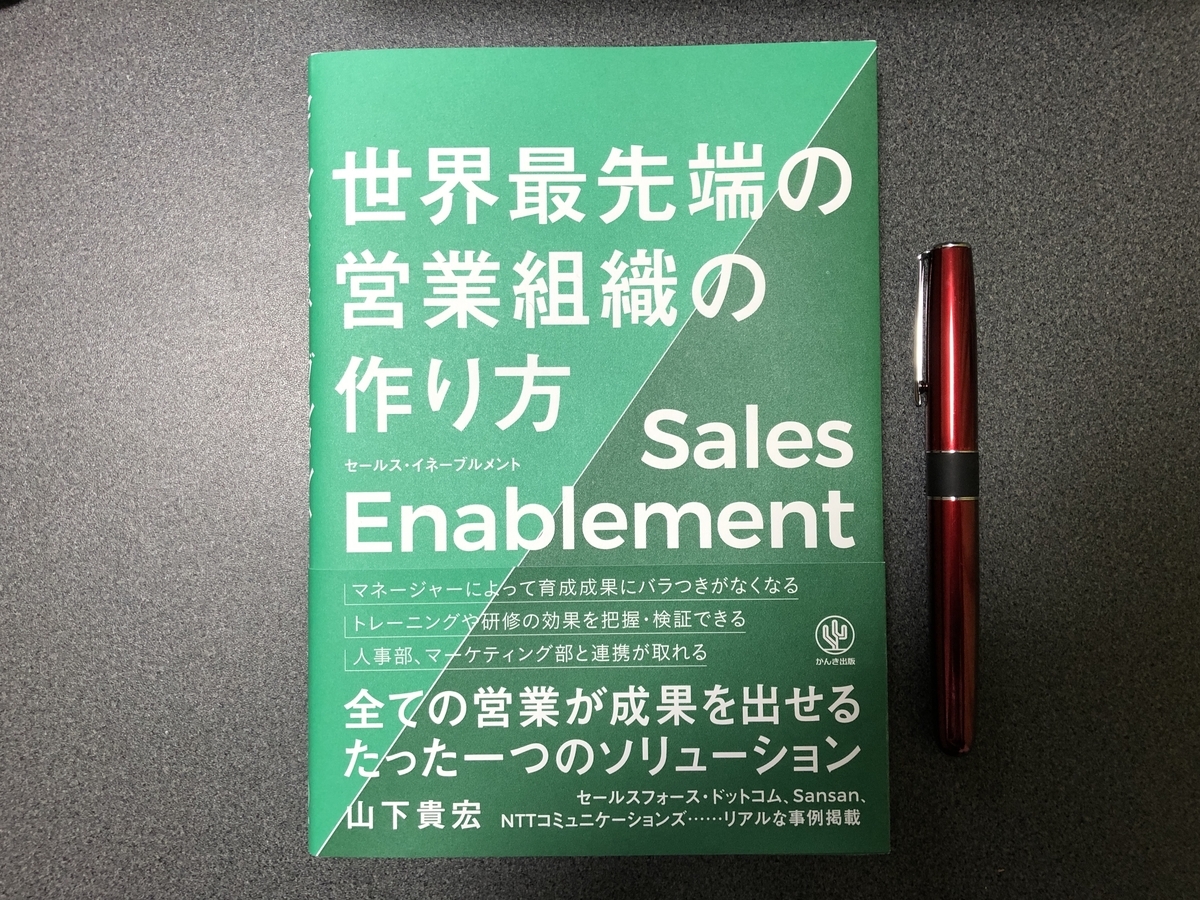 世界最先端の
営業組織の
作り方
セールス・イネーブルメント
Sales
Enablement
マネージャーによって育成成果にバラつきがなくなる
トレーニングや研修の効果を把握・検証できる
人事部、マーケティング部と連携が取れる
かんき出版
全ての営業が成果を出せる
たった一つのソリューション
山下貴宏
セールスフォース・ドットコム、Sansan、
NTTコミュニケーションズ……リアルな事例掲載